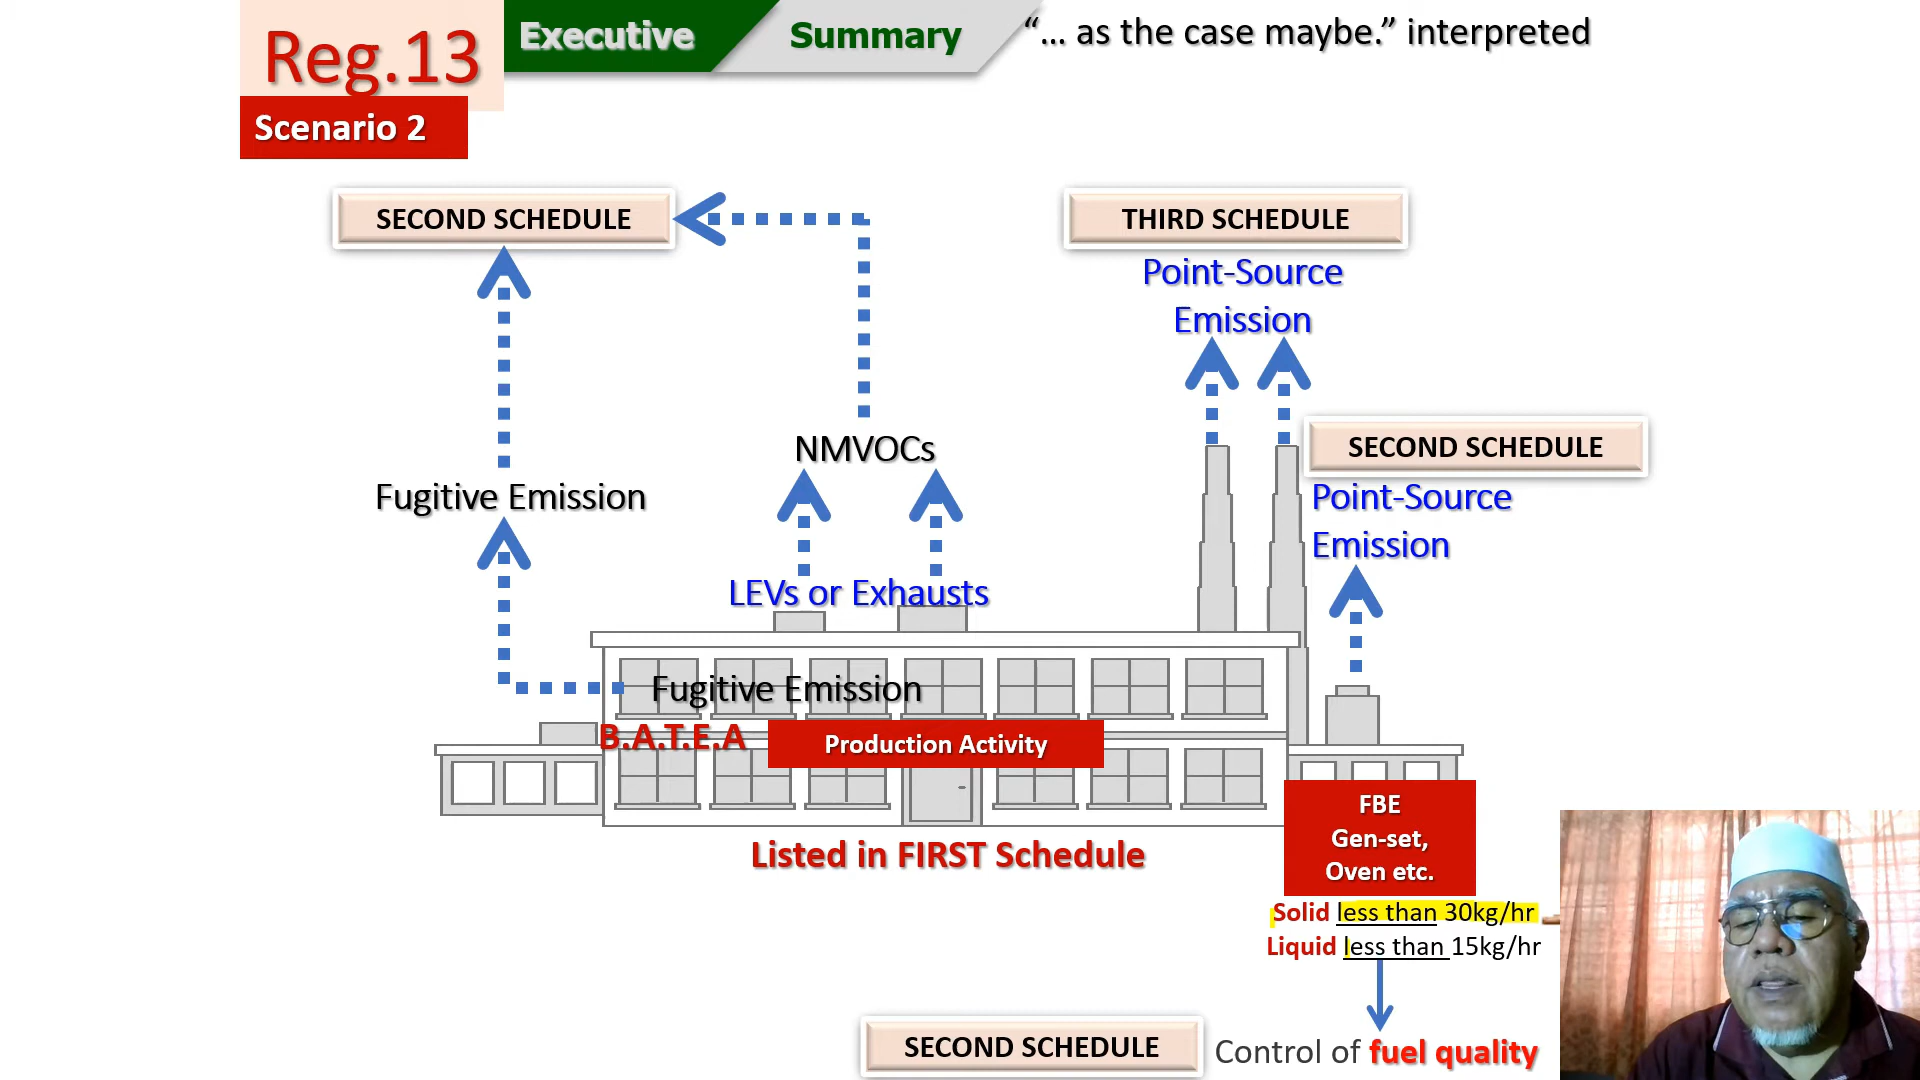 Reg.13
Executive Summary
“... as the case maybe.” interpreted
Scenario 2
SECOND SCHEDULE
THIRD SCHEDULE
Point-Source
Emission
SECOND SCHEDULE
NMVOCs
Fugitive Emission
Point-Source
Emission
LEVs or Exhausts
Fugitive Emission
B.A.T.E.A
Production Activity
FBE
Gen-set,
Oven etc.
Listed in FIRST Schedule
Solid less than 30kg/hr
Liquid less than 15kg/hr
SECOND SCHEDULE
Control of fuel quality